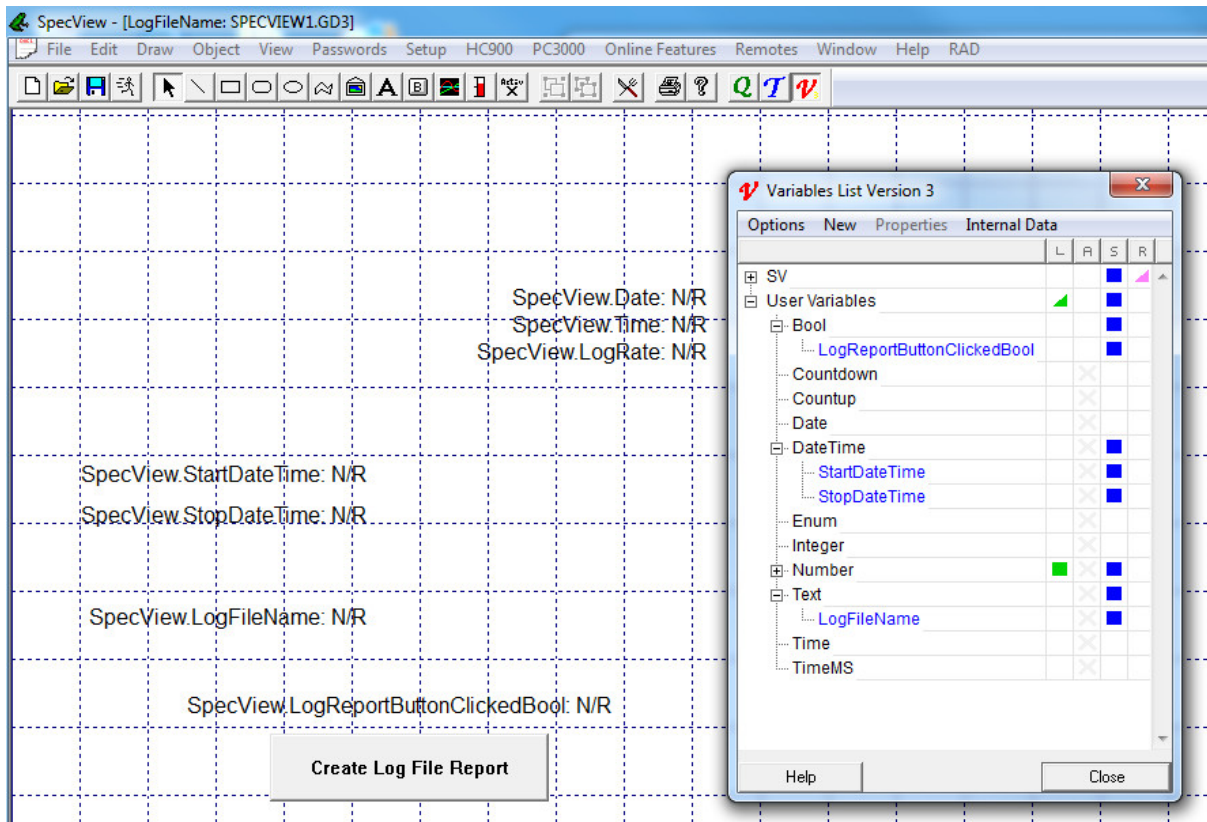 SpecView - [LogFileName: SPECVIEW1.GD3]
File Edit Draw Object View Passwords Setup HC900 PC3000 Online Features Remotes Window Help RAD
A B Activ X ? Q T V
SpecView.Date: N/R
SpecView.Time: N/R
SpecView.LogRate: N/R
SpecView.StartDateTime: N/R
SpecView.StopDateTime: N/R
SpecView.LogFileName: N/R
SpecView.LogReportButtonClickedBool: N/R
Create Log File Report
V Variables List Version 3
Options New Properties Internal Data
L A S R
SV
User Variables
Bool
LogReportButtonClickedBool
Countdown
Countup
Date
DateTime
StartDateTime
StopDateTime
Enum
Integer
Number
Text
LogFileName
Time
TimeMS
Help Close